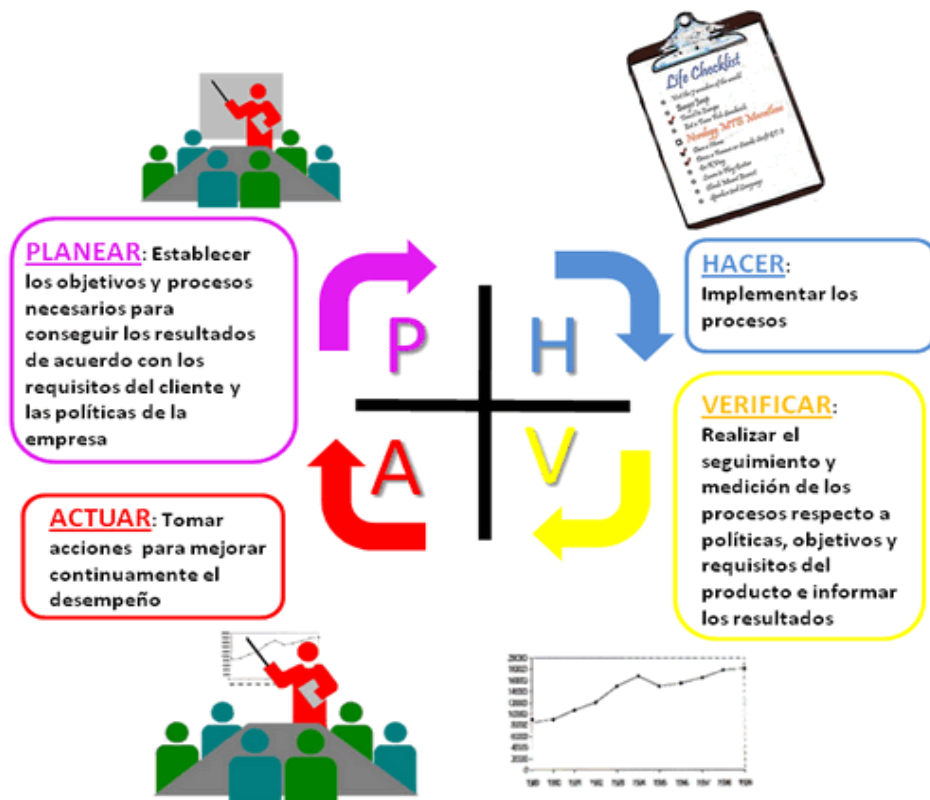 Life Checklist
PLANEAR: Establecer
los objetivos y procesos
necesarios para
conseguir los resultados
de acuerdo con los
requisitos del cliente y
las políticas de la
empresa
P
H
HACER:
Implementar los
procesos
A
V
VERIFICAR:
Realizar el
seguimiento y
medición de los
procesos respecto a
políticas, objetivos y
requisitos del
producto e informar
los resultados
ACTUAR: Tomar
acciones para mejorar
continuamente el
desempeño